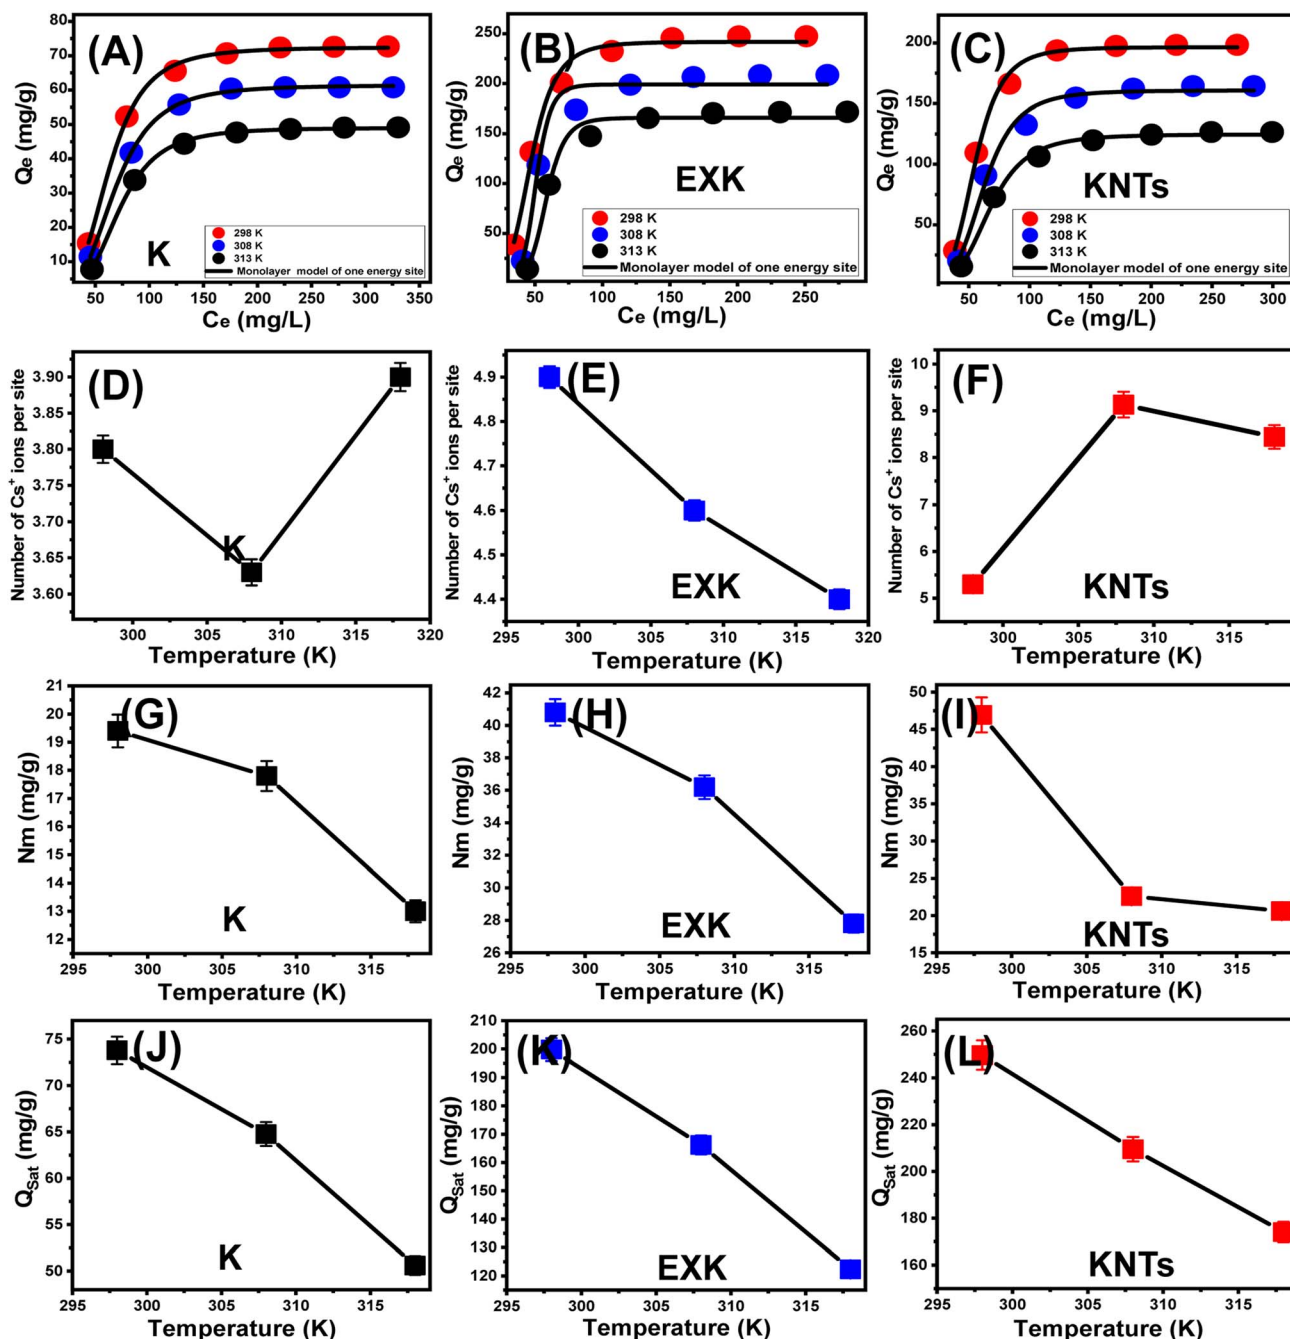 (A)
Qe (mg/g)
80
70
60
50
40
30
20
10
298 K
308 K
313 K
Monolayer model of one energy site
K
50 100 150 200 250 300 350
Ce (mg/L)
(B)
Qe (mg/g)
250
200
150
100
50
EXK
298 K
308 K
313 K
Monolayer model of one energy site
50 100 150 200 250 300
Ce (mg/L)
(C)
Qe (mg/g)
200
150
100
50
KNTs
298 K
308 K
313 K
Monolayer model of one energy site
50 100 150 200 250 300
Ce (mg/L)
(D)
Number of Cs+ ions per site
3.90
3.85
3.80
3.75
3.70
3.65
3.60
K
300 305 310 315 320
Temperature (K)
(E)
Number of Cs+ ions per site
4.9
4.8
4.7
4.6
4.5
4.4
EXK
295 300 305 310 315 320
Temperature (K)
(F)
Number of Cs+ ions per site
10
9
8
7
6
5
KNTs
300 305 310 315
Temperature (K)
(G)
Nm (mg/g)
21
20
19
18
17
16
15
14
13
12
K
295 300 305 310 315
Temperature (K)
(H)
Nm (mg/g)
42
40
38
36
34
32
30
28
26
EXK
295 300 305 310 315
Temperature (K)
(I)
Nm (mg/g)
50
45
40
35
30
25
20
15
KNTs
295 300 305 310 315
Temperature (K)
(J)
QSat (mg/g)
75
70
65
60
55
50
K
295 300 305 310 315
Temperature (K)
(K)
QSat (mg/g)
210
200
190
180
170
160
150
140
130
120
EXK
295 300 305 310 315
Temperature (K)
(L)
QSat (mg/g)
260
240
220
200
180
160
KNTs
295 300 305 310 315
Temperature (K)